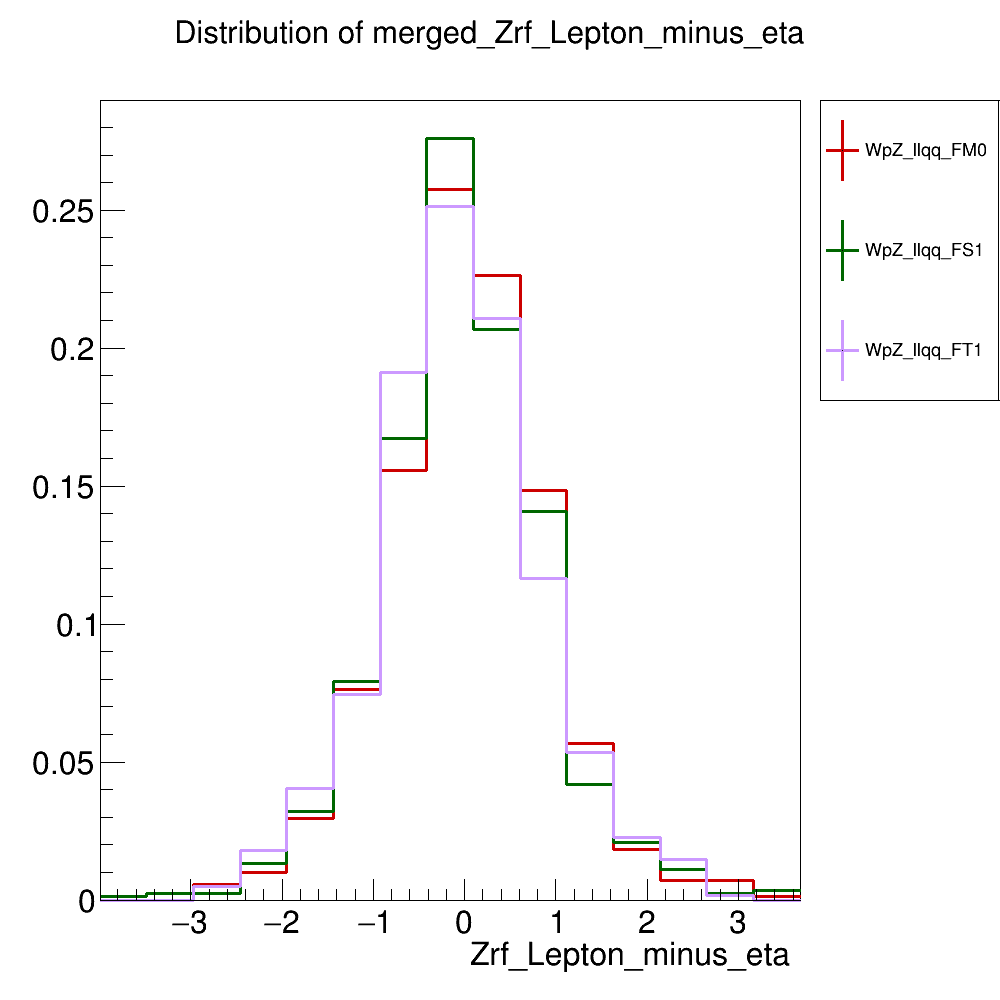 Distribution of merged_Zrf_Lepton_minus_eta
WpZ_llqq_FM0
WpZ_llqq_FS1
WpZ_llqq_FT1
0.25
0.2
0.15
0.1
0.05
0
−3 −2 −1 0 1 2 3
Zrf_Lepton_minus_eta